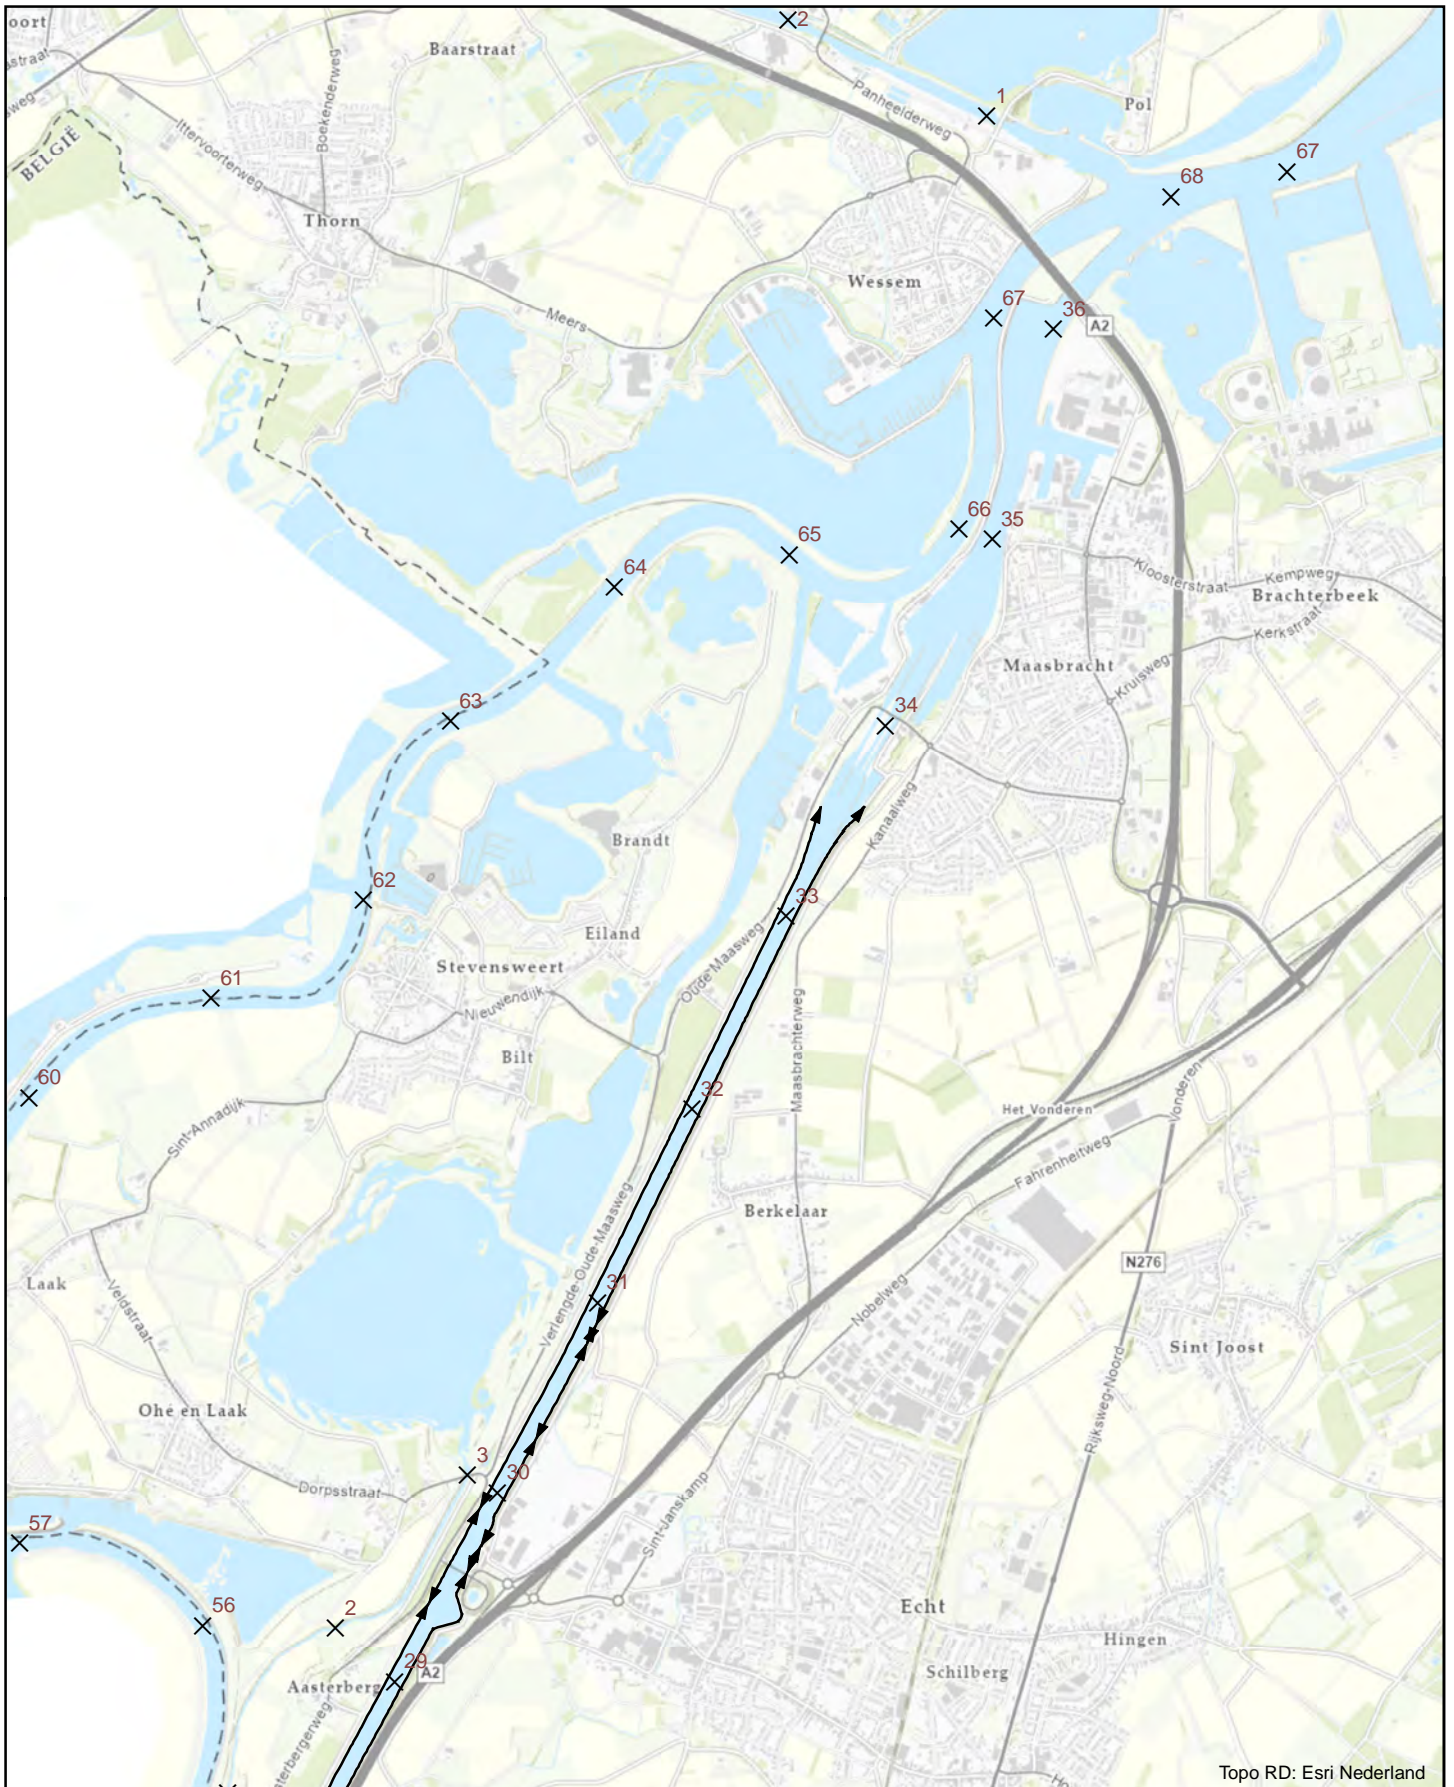 oort
astraat
sweg
BELGIË
Baarstraat
Boekenderweg
Ittervoorterweg
Thorn
Meers
2
1
Panheelderweg
Pol
67
68
Wessem
67
36
A2
66
35
65
64
Kloosterstraat
Kempweg
Brachterbeek
Kerkstraat
Maasbracht
Kruisweg
63
34
Kanaalweg
Brandt
62
33
Eiland
Oude-Maasweg
Stevensweert
61
Nieuwendijk
Bilt
Maasbrachterweg
60
32
Het Vonderen
Vonderen
Sint-Annadijk
Fahrenheitweg
Berkelaar
Verlengde-Oude-Maasweg
N276
Laak
31
Nobelweg
Veldstraat
Sint Joost
Rijksweg-Noord
Ohe en Laak
3
30
Dorpsstraat
Sint-Janskamp
57
56
2
Echt
Hingen
29
A2
Aasterberg
Schilberg
terbergerweg
Ho
Topo RD: Esri Nederland